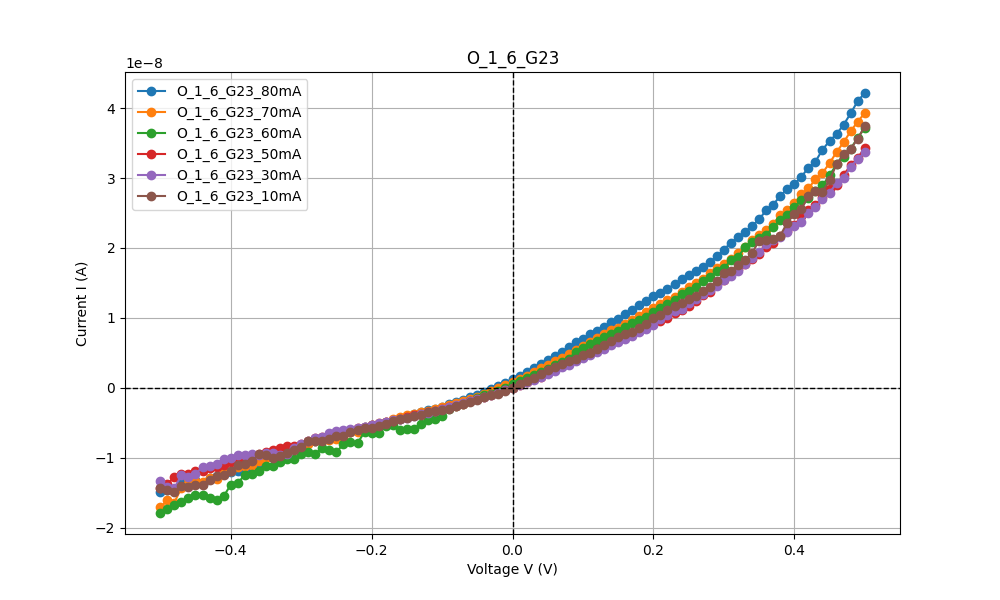 O_1_6_G23
1e−8
O_1_6_G23_80mA
O_1_6_G23_70mA
O_1_6_G23_60mA
O_1_6_G23_50mA
O_1_6_G23_30mA
O_1_6_G23_10mA
4
3
2
1
0
−1
−2
Current I (A)
−0.4 −0.2 0.0 0.2 0.4
Voltage V (V)